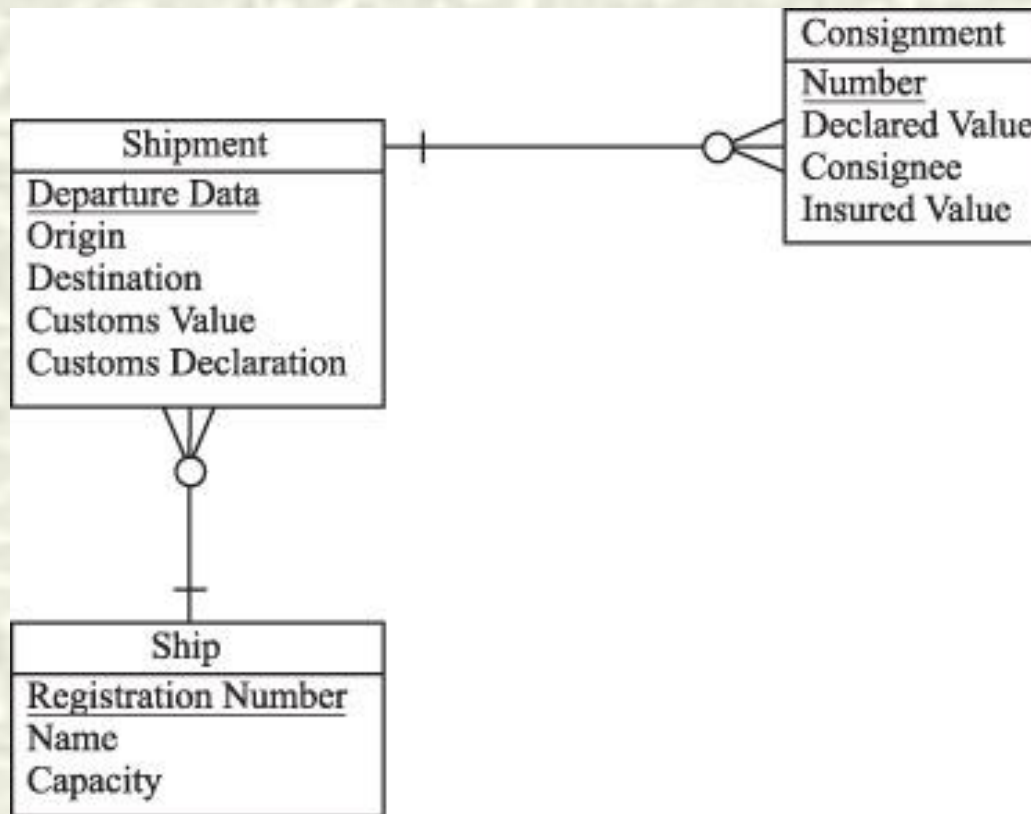 Consignment
Number
Declared Value
Consignee
Insured Value
Shipment
Departure Data
Origin
Destination
Customs Value
Customs Declaration
Ship
Registration Number
Name
Capacity